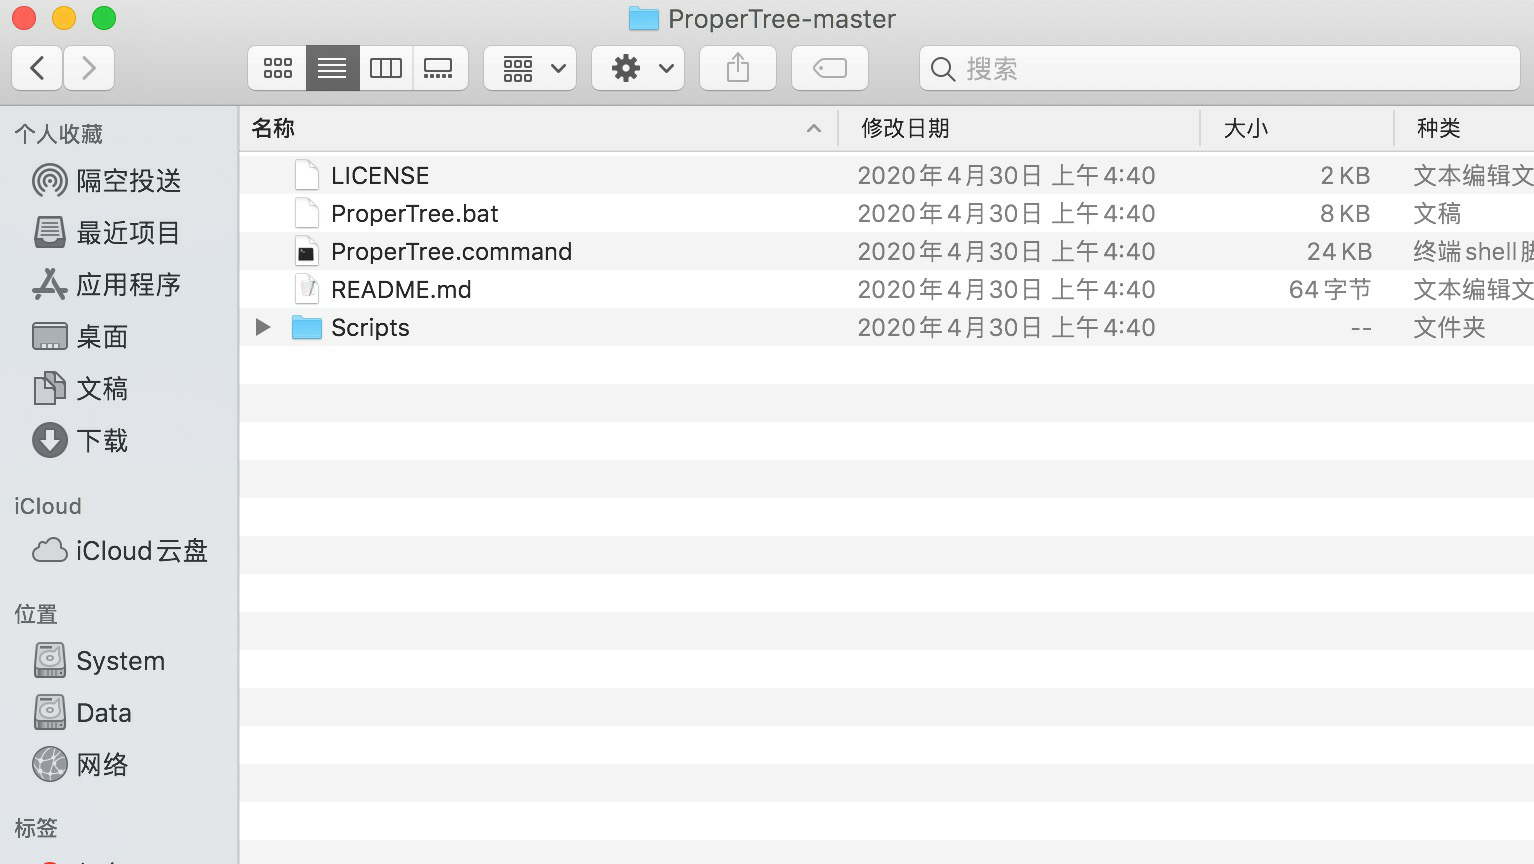 ProperTree-master
搜索
个人收藏
隔空投送
最近项目
应用程序
桌面
文稿
下载
iCloud
iCloud云盘
位置
System
Data
网络
标签
名称 修改日期 大小 种类
LICENSE 2020年4月30日 上午4:40 2 KB 文本编辑文
ProperTree.bat 2020年4月30日 上午4:40 8 KB 文稿
ProperTree.command 2020年4月30日 上午4:40 24 KB 终端shell脚
README.md 2020年4月30日 上午4:40 64 字节 文本编辑文
Scripts 2020年4月30日 上午4:40 -- 文件夹